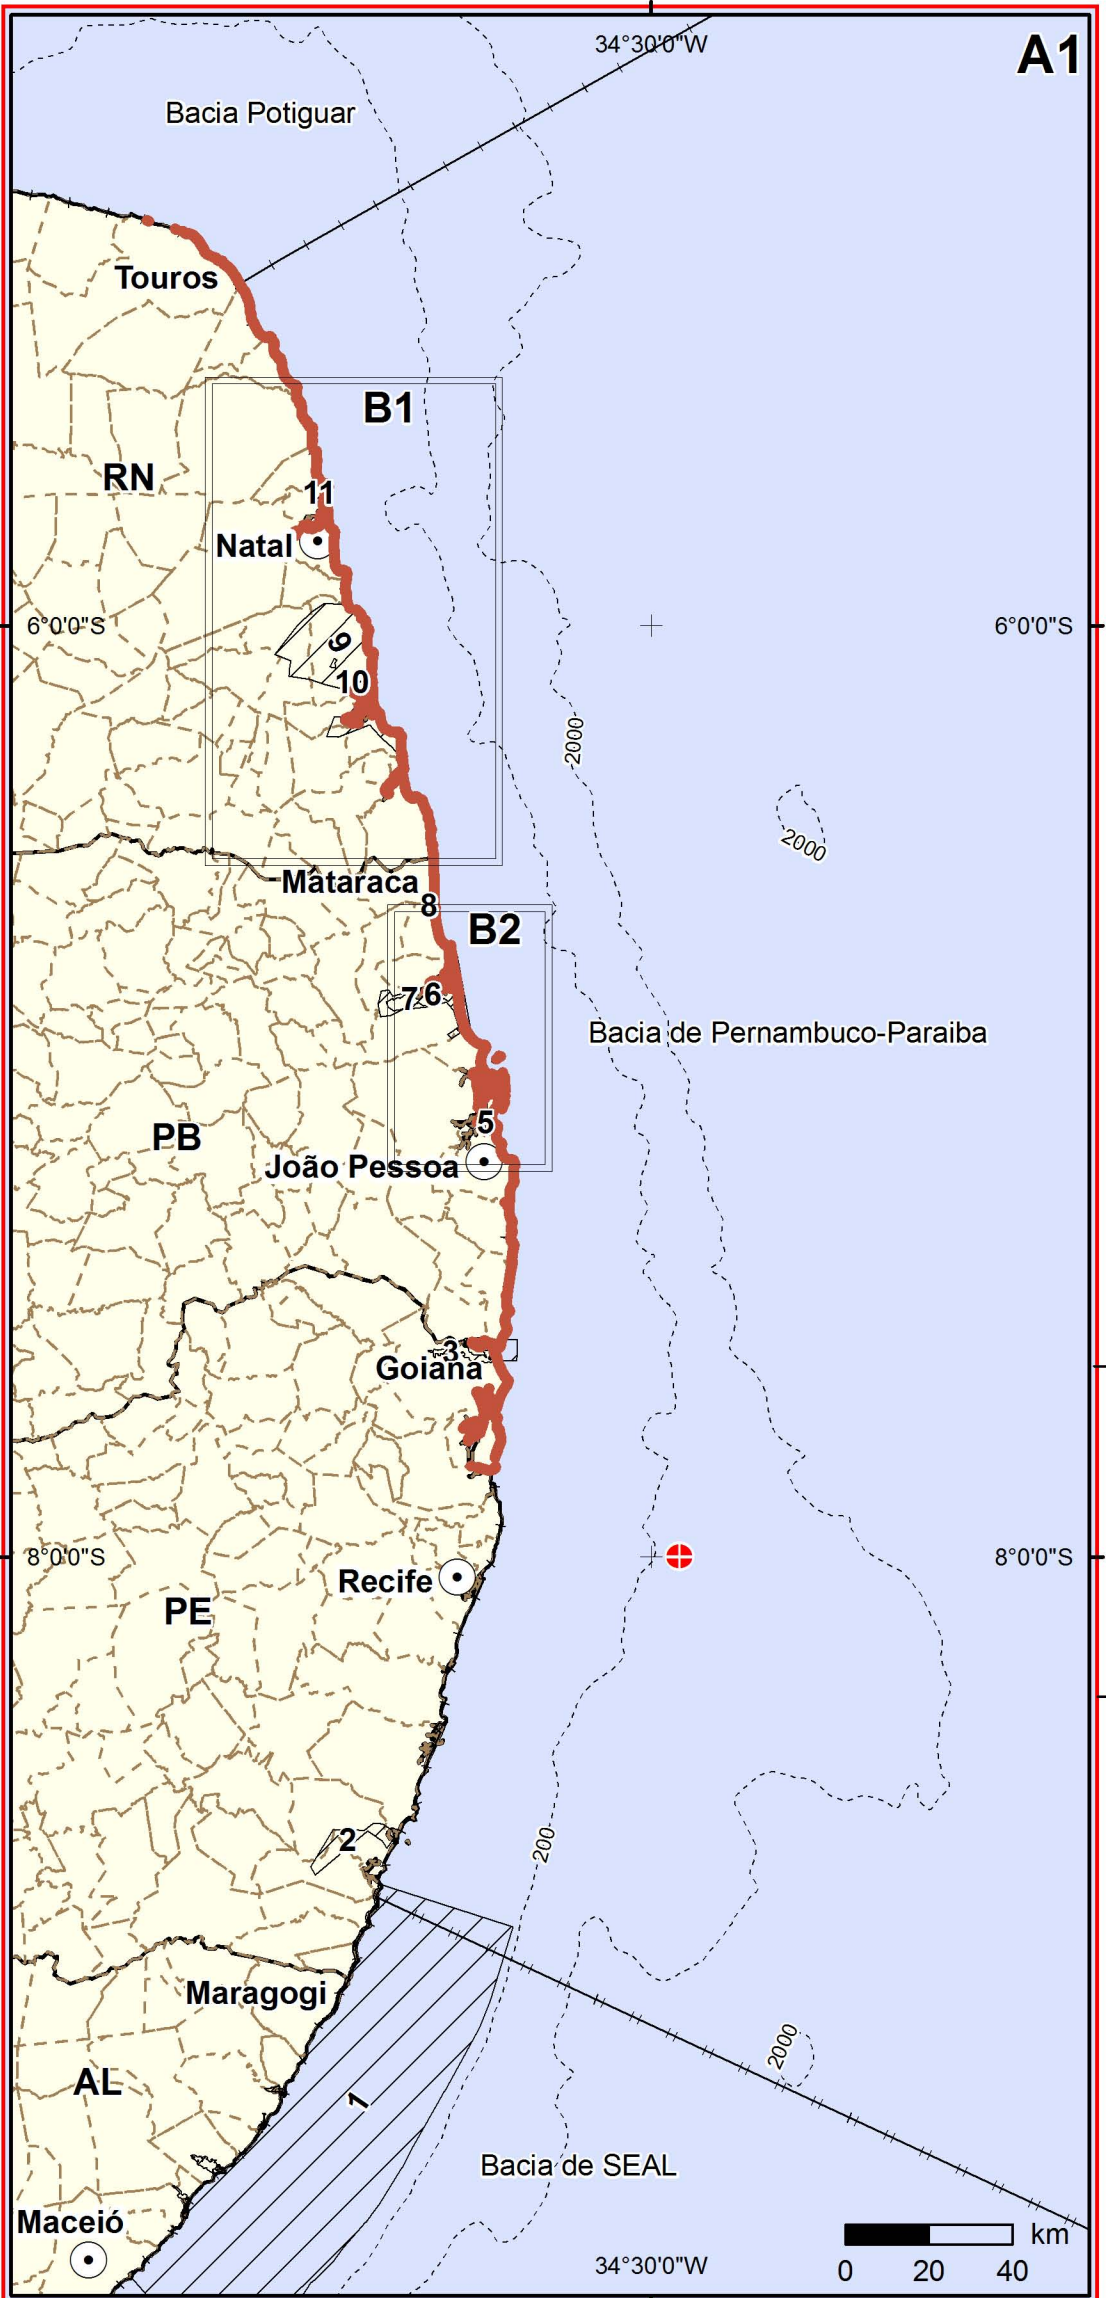 34°30'0"W
A1
Bacia Potiguar
Touros
B1
RN
11
Natal
6°0'0"S
6°0'0"S
9
10
2000
2000
Mataraca
8
B2
7
6
Bacia de Pernambuco-Paraiba
5
PB
João Pessoa
3
Goiana
8°0'0"S
8°0'0"S
Recife
PE
2
200
Maragogi
2000
AL
1
Bacia de SEAL
Maceió
34°30'0"W
km
0 20 40